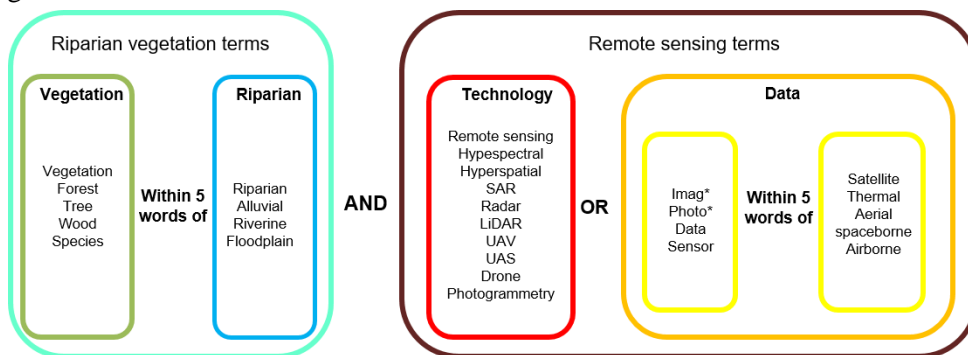 Riparian vegetation terms
Remote sensing terms
Vegetation
Riparian
Technology
Data
Vegetation
Forest
Tree
Wood
Species
Within 5
words of
Riparian
Alluvial
Riverine
Floodplain
AND
Remote sensing
Hypespectral
Hyperspatial
SAR
Radar
LiDAR
UAV
UAS
Drone
Photogrammetry
OR
Imag*
Photo*
Data
Sensor
Within 5
words of
Satellite
Thermal
Aerial
spaceborne
Airborne